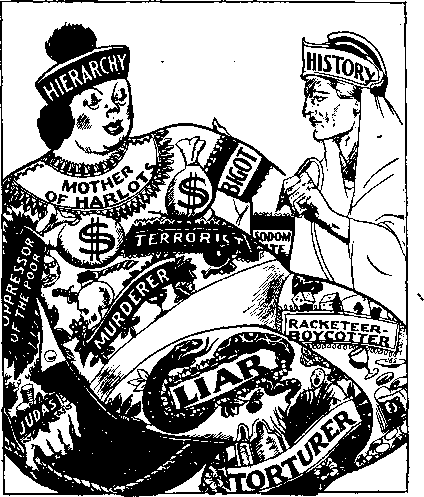 HIERARCHY
HISTORY
MOTHER
OF HARLOTS
BIGOT
$
$
TERRORIST
SODOM
OPPRESSOR
OF THE POOR
MURDERER
RACKETEER-
BOYCOTTER
LIAR
JUDAS
TORTURER